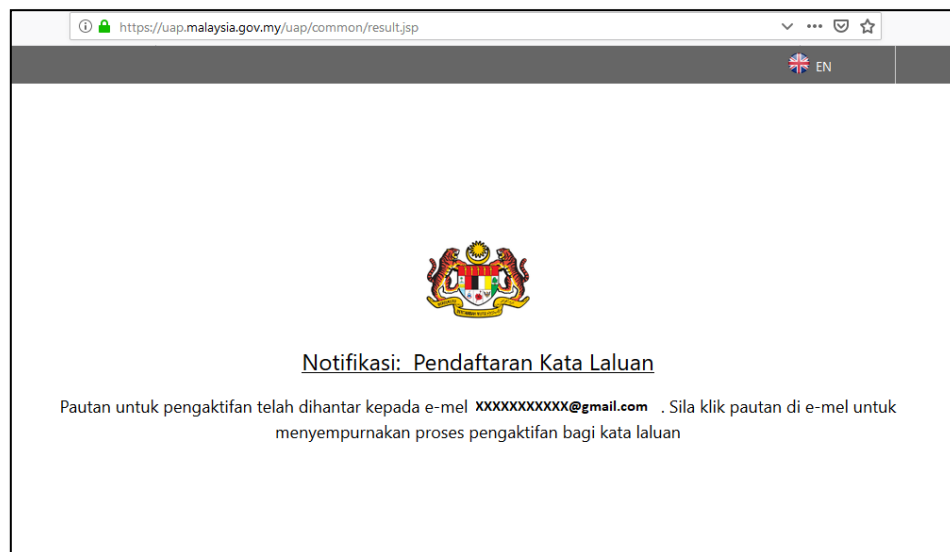 https://uap.malaysia.gov.my/uap/common/result.jsp
EN
Notifikasi: Pendaftaran Kata Laluan
Pautan untuk pengaktifan telah dihantar kepada e-mel XXXXXXXXXXX@gmail.com . Sila klik pautan di e-mel untuk
menyempurnakan proses pengaktifan bagi kata laluan